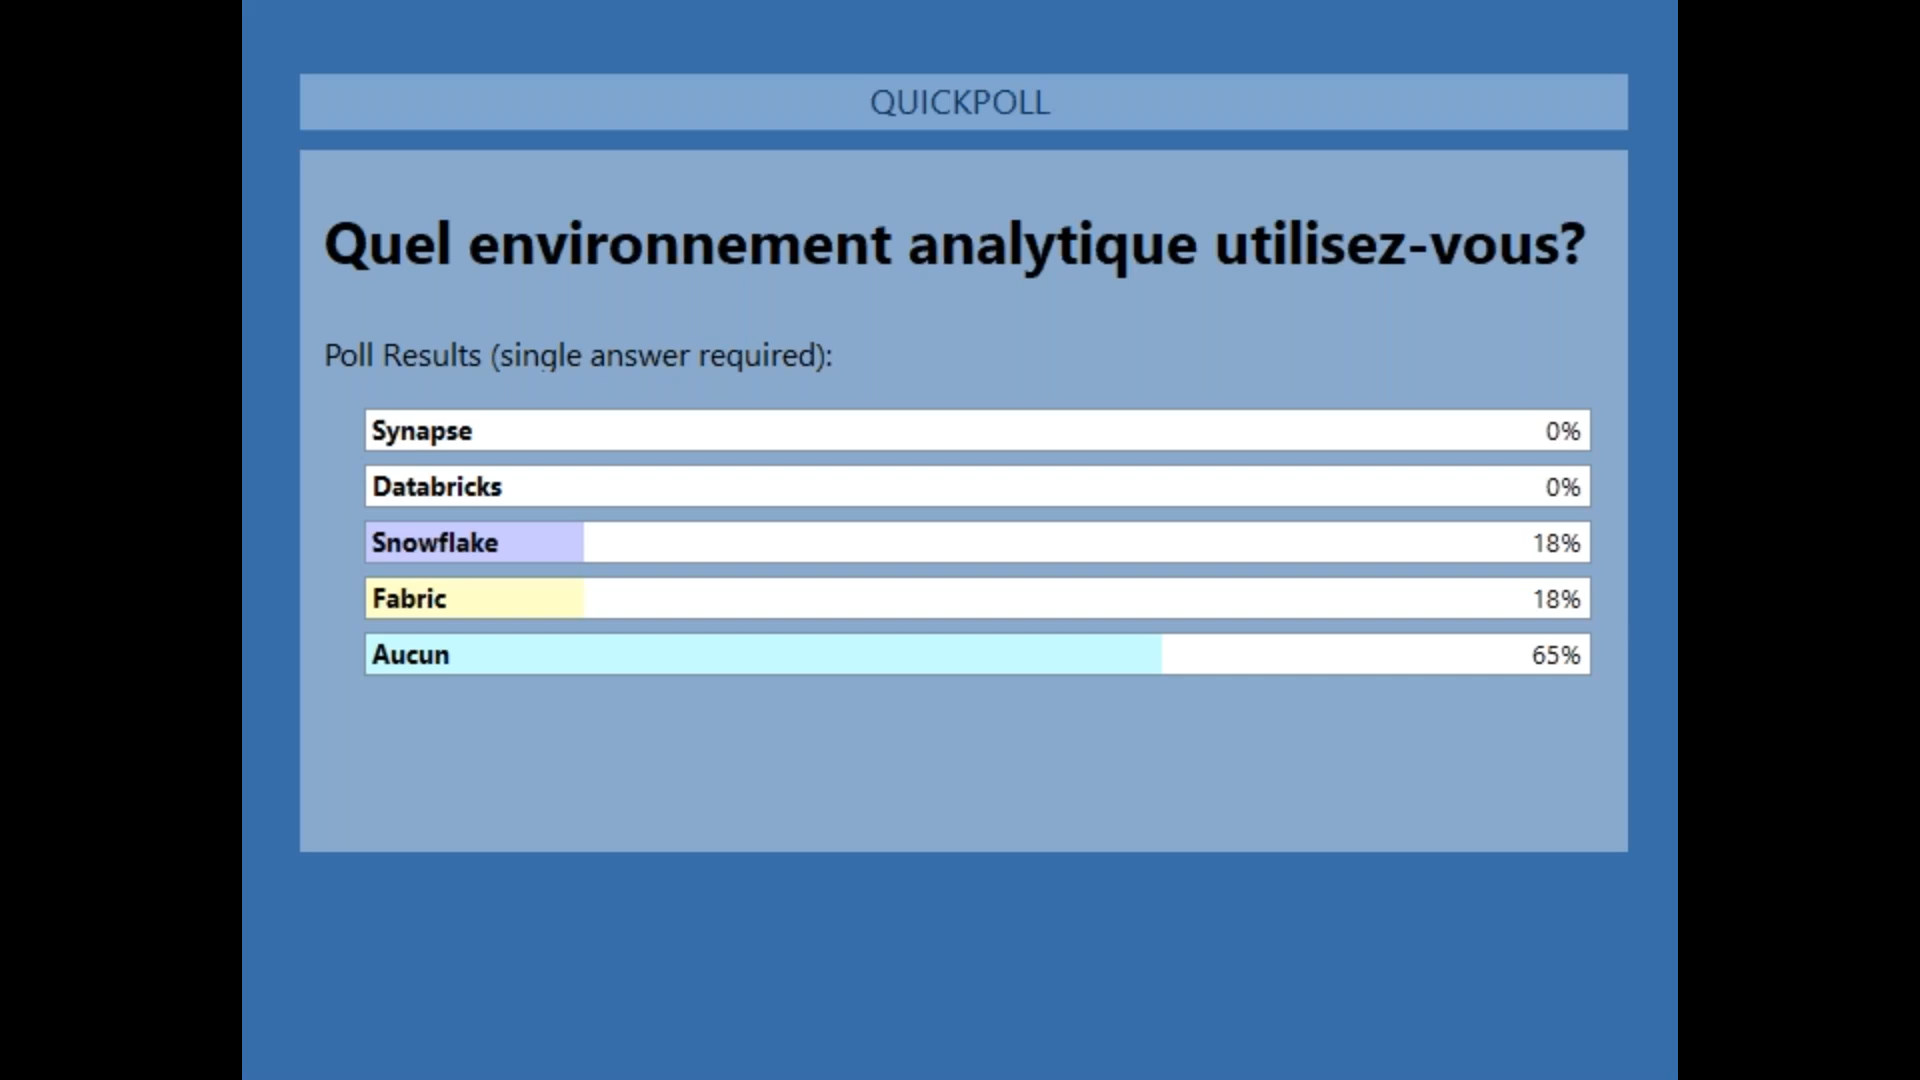 QUICKPOLL
Quel environnement analytique utilisez-vous?
Poll Results (single answer required):
Synapse 0%
Databricks 0%
Snowflake 18%
Fabric 18%
Aucun 65%